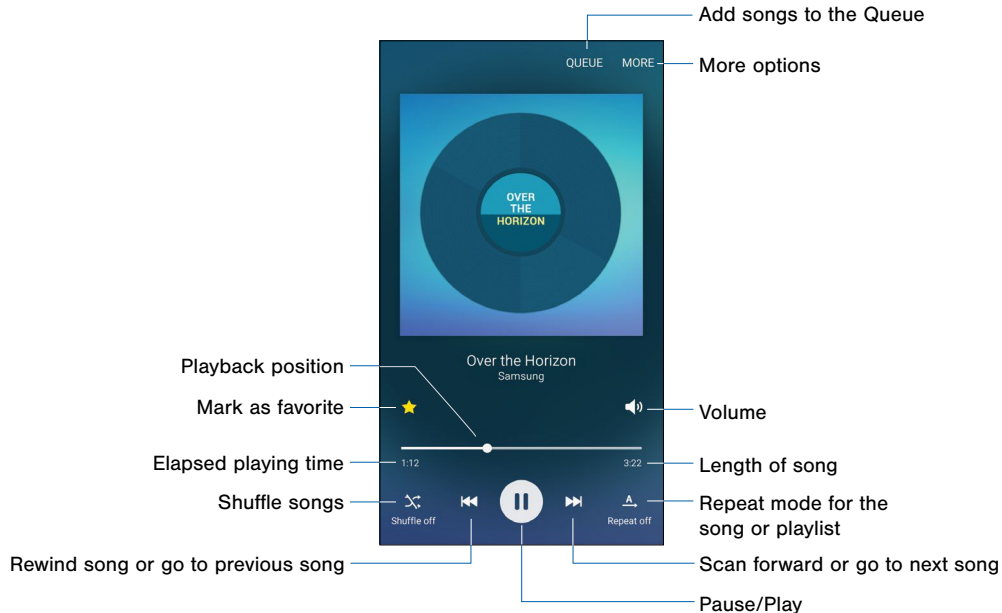 Add songs to the Queue
QUEUE MORE
More options
OVER
THE
HORIZON
Over the Horizon
Samsung
Playback position
Mark as favorite
Volume
Elapsed playing time
1:12
3:22
Length of song
Shuffle songs
Shuffle off
A
Repeat off
Repeat mode for the
song or playlist
Rewind song or go to previous song
Scan forward or go to next song
Pause/Play